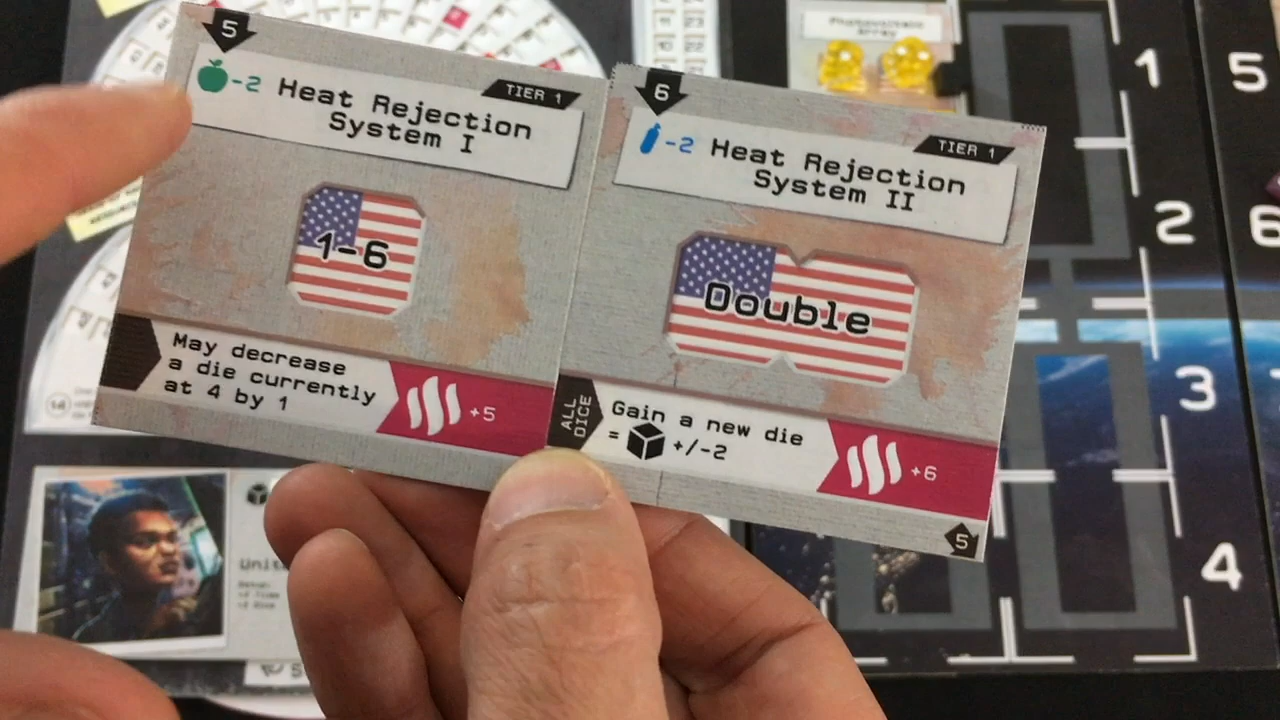 5
-2 Heat Rejection
System I
TIER 1
1-6
May decrease
a die currently
at 4 by 1
+5
6
-2 Heat Rejection
System II
TIER 1
Double
ALL
DICE
Gain a new die
= +/-2
+6
5
Photovoltaic
Array
1
2
3
4
5
6